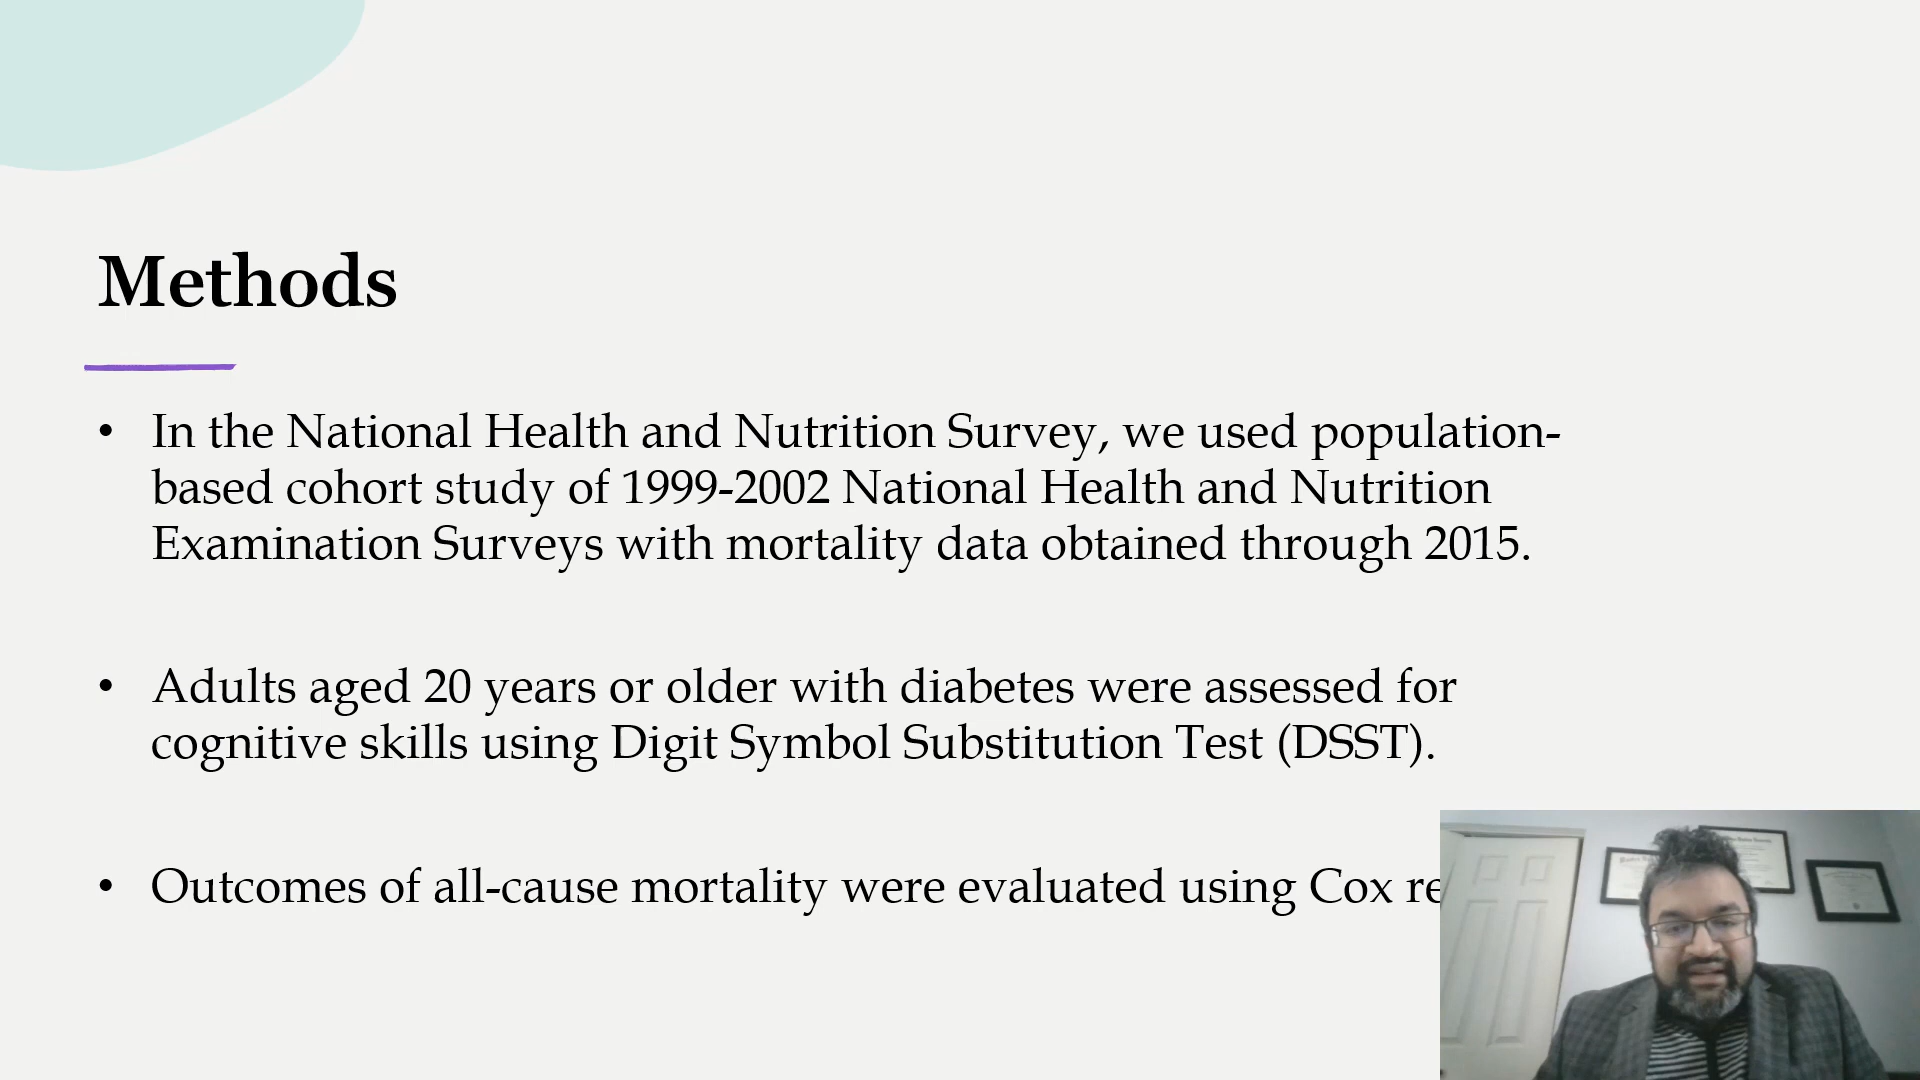 Methods
• In the National Health and Nutrition Survey, we used population-
based cohort study of 1999-2002 National Health and Nutrition
Examination Surveys with mortality data obtained through 2015.
• Adults aged 20 years or older with diabetes were assessed for
cognitive skills using Digit Symbol Substitution Test (DSST).
• Outcomes of all-cause mortality were evaluated using Cox re